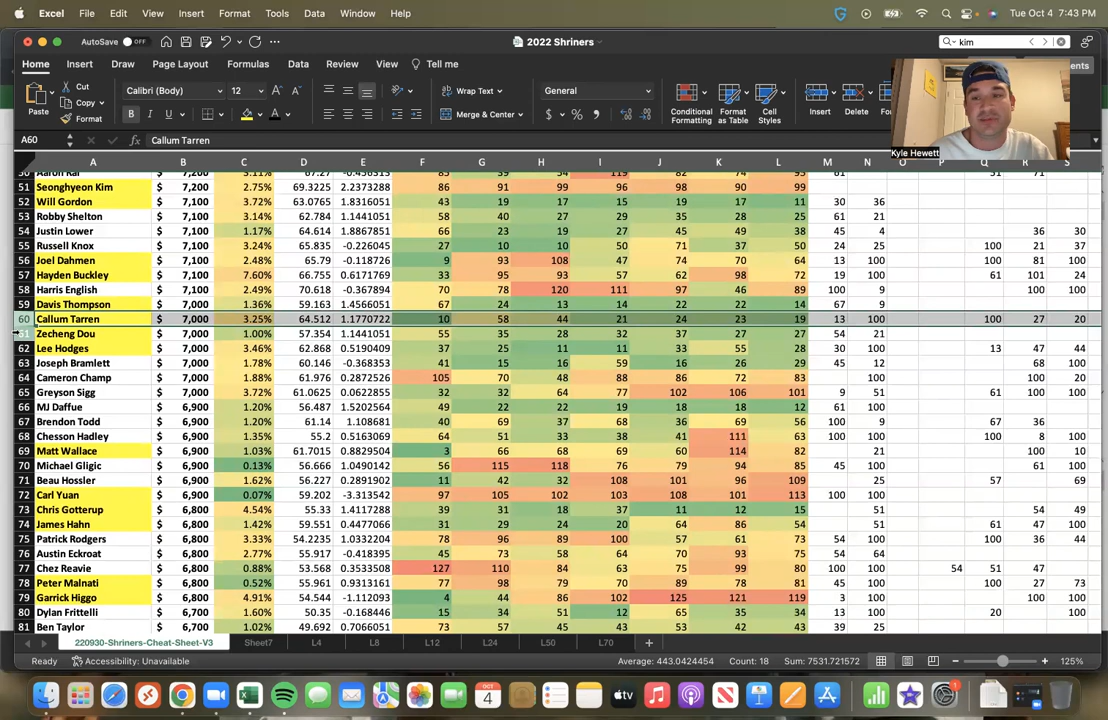 Excel File Edit View Insert Format Tools Data Window Help Tue Oct 4 7:43 PM
AutoSave OFF 2022 Shriners kim
Home Insert Draw Page Layout Formulas Data Review View Tell me
Paste Cut Copy Format Calibri (Body) 12 Wrap Text Merge & Center General Conditional Formatting Format as Table Cell Styles Insert Delete
Kyle Hewett
A60 fx Callum Tarren
A B C D E F G H I J K L M N O P Q R S
51 Seonghyeon Kim $ 7,200 2.75% 69.3225 2.2373288 86 91 99 96 98 90 95
52 Will Gordon $ 7,100 3.72% 63.0765 1.8316051 43 19 17 15 19 17 11 30 36
53 Robby Shelton $ 7,100 3.14% 62.784 1.1441051 58 40 27 29 35 28 25 61 21
54 Justin Lower $ 7,100 1.17% 64.614 1.8867851 66 23 19 27 45 49 38 45 4 36 30
55 Russell Knox $ 7,100 3.24% 65.835 -0.226045 27 10 10 50 71 37 50 24 25 100 21 37
56 Joel Dahmen $ 7,100 2.48% 65.79 -0.118726 9 93 108 47 74 70 64 13 100 100 81 100
57 Hayden Buckley $ 7,100 7.60% 66.755 0.6171769 33 95 93 57 62 98 72 19 100 61 101 24
58 Harris English $ 7,100 2.49% 70.618 -0.367894 70 78 120 111 97 46 89 100 9 100 100
59 Davis Thompson $ 7,000 1.36% 59.163 1.4566051 67 24 13 14 22 22 14 67 9
60 Callum Tarren $ 7,000 3.25% 64.512 1.1770722 10 58 44 21 24 23 19 13 100 100 27 20
61 Zecheng Dou $ 7,000 1.00% 57.354 1.1441051 55 35 28 32 37 27 27 54 21
62 Lee Hodges $ 7,000 3.46% 62.868 0.5190409 37 25 11 11 33 55 28 30 100 13 47 44
63 Joseph Bramlett $ 7,000 1.78% 60.146 -0.368353 41 15 16 59 16 26 29 45 12 68 100
64 Cameron Champ $ 7,000 1.88% 61.976 0.2872326 105 70 48 88 86 72 83 100 100 20
65 Greyson Sigg $ 7,000 3.72% 61.0625 0.0622855 32 32 64 77 102 106 101 9 51 100 100 100
66 MJ Daffue $ 6,900 1.20% 56.487 1.5202564 49 22 22 19 18 18 12 61 100
67 Brendon Todd $ 6,900 1.20% 61.14 1.108681 40 69 37 68 36 69 56 100 9 68 36
68 Chesson Hadley $ 6,900 1.35% 55.2 0.5163069 64 51 33 38 41 111 63 100 100 100 8 100
69 Matt Wallace $ 6,900 1.03% 61.7015 0.8829504 3 66 68 69 60 114 82 21 100 10
70 Michael Gligic $ 6,900 0.13% 56.666 1.0490142 56 115 118 76 79 94 85 45 100 61 100
71 Beau Hossler $ 6,900 1.62% 56.227 0.2891902 11 42 32 108 101 96 109 25 57 69
72 Carl Yuan $ 6,900 0.07% 59.202 -3.313542 97 105 102 103 108 101 113 100 100
73 Chris Gotterup $ 6,800 4.54% 55.33 1.4117288 39 31 18 37 11 12 15 51 54 49
74 James Hahn $ 6,800 1.42% 59.551 0.4477066 31 29 24 20 64 86 54 51 61 47 100
75 Patrick Rodgers $ 6,800 3.33% 54.2235 1.0332204 78 96 89 100 57 61 73 54 100 100 36 44
76 Austin Eckroat $ 6,800 2.77% 55.917 -0.418395 45 73 58 64 70 93 75 54 64
77 Chez Reavie $ 6,800 0.88% 53.568 0.3533508 127 110 84 63 75 99 80 100 100 54 51 47
78 Peter Malnati $ 6,800 0.52% 55.961 0.9313161 77 98 79 70 89 78 81 45 100 100 27 73
79 Garrick Higgo $ 6,800 4.91% 54.544 -1.112093 4 44 86 102 125 121 119 3 100 100 100
80 Dylan Frittelli $ 6,700 1.60% 50.35 -0.168446 15 34 51 12 65 35 34 13 100 20 100
81 Ben Taylor $ 6,700 1.02% 49.692 0.7066051 73 57 45 43 53 42 43 39 25
220930-Shriners-Cheat-Sheet-V3 Sheet7 L4 L8 L12 L24 L50 L70
Ready Accessibility: Unavailable Average: 443.0424454 Count: 18 Sum: 7531.721572 125%